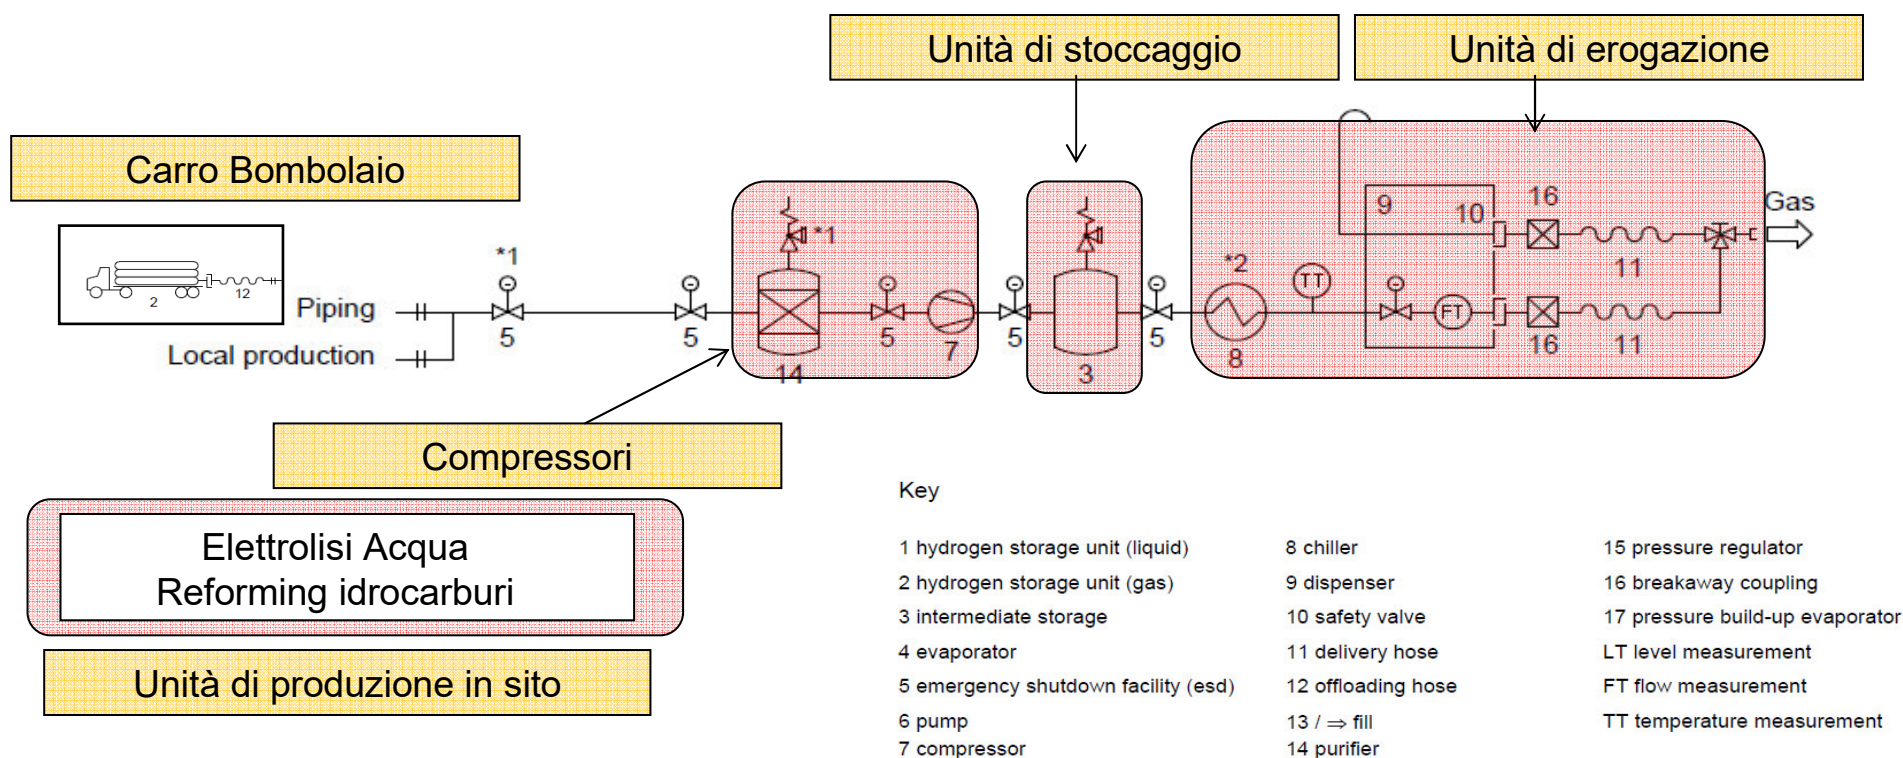 Unità di stoccaggio
Unità di erogazione
Carro Bombolaio
2
12
Piping
Local production
*1
5
5
*1
14
5
7
5
3
5
*2
8
TT
9
10
FT
16
16
11
11
Gas
Compressori
Elettrolisi Acqua
Reforming idrocarburi
Unità di produzione in sito
Key
1 hydrogen storage unit (liquid)
2 hydrogen storage unit (gas)
3 intermediate storage
4 evaporator
5 emergency shutdown facility (esd)
6 pump
7 compressor
8 chiller
9 dispenser
10 safety valve
11 delivery hose
12 offloading hose
13 / ⇒ fill
14 purifier
15 pressure regulator
16 breakaway coupling
17 pressure build-up evaporator
LT level measurement
FT flow measurement
TT temperature measurement